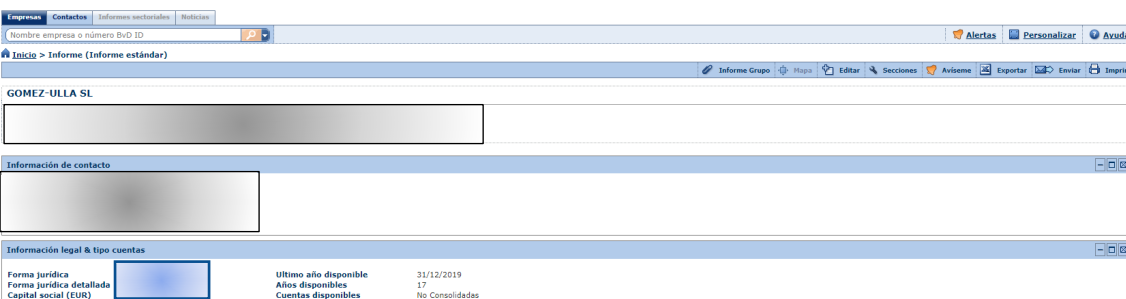 Empresas Contactos Informes sectoriales Noticias
Nombre empresa o número BvD ID
Alertas Personalizar Ayuda
Inicio > Informe (Informe estándar)
Informe Grupo Mapa Editar Secciones Avíseme Exportar Enviar
GOMEZ-ULLA SL
Información de contacto
Información legal & tipo cuentas
Forma jurídica Ultimo año disponible 31/12/2019
Forma jurídica detallada Años disponibles 17
Capital social (EUR) Cuentas disponibles No Consolidadas